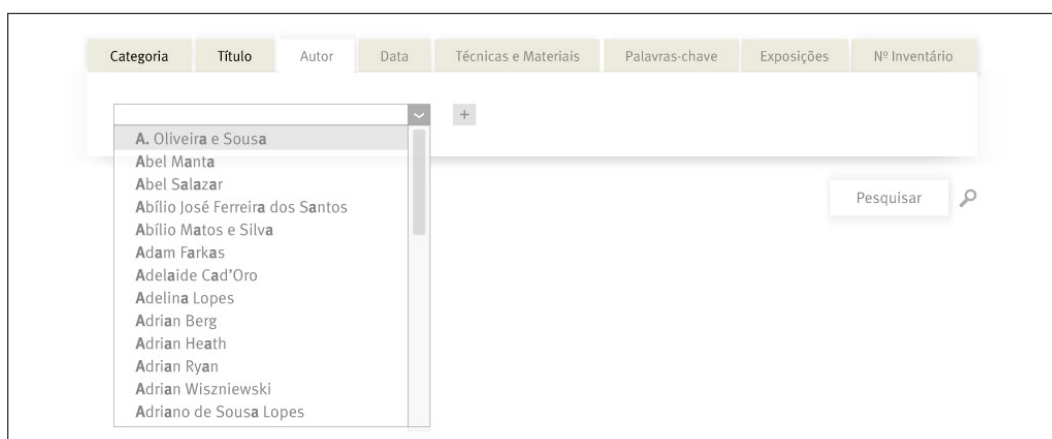 Categoria Título Autor Data Técnicas e Materiais Palavras-chave Exposições Nº Inventário
+
A. Oliveira e Sousa
Abel Manta
Abel Salazar
Abílio José Ferreira dos Santos
Abílio Matos e Silva
Adam Farkas
Adelaide Cad’Oro
Adelina Lopes
Adrian Berg
Adrian Heath
Adrian Ryan
Adrian Wiszniewski
Adriano de Sousa Lopes
Pesquisar